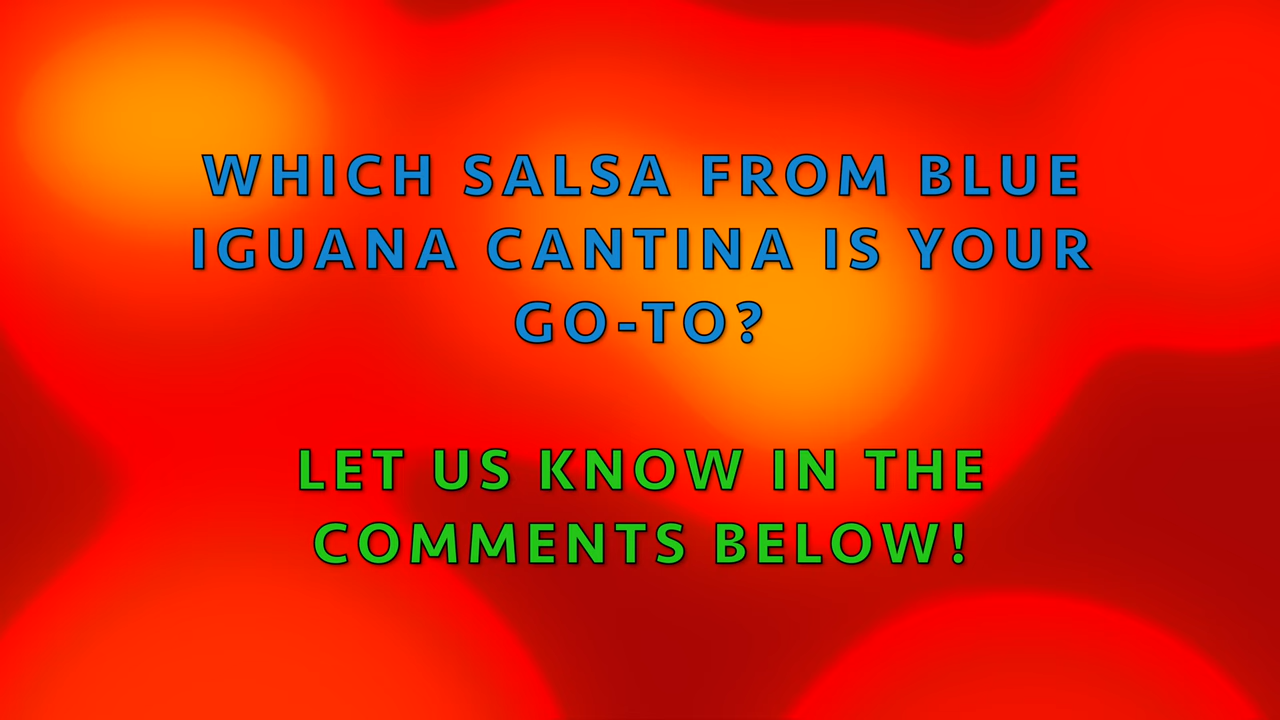 WHICH SALSA FROM BLUE
IGUANA CANTINA IS YOUR
GO-TO?
LET US KNOW IN THE
COMMENTS BELOW!